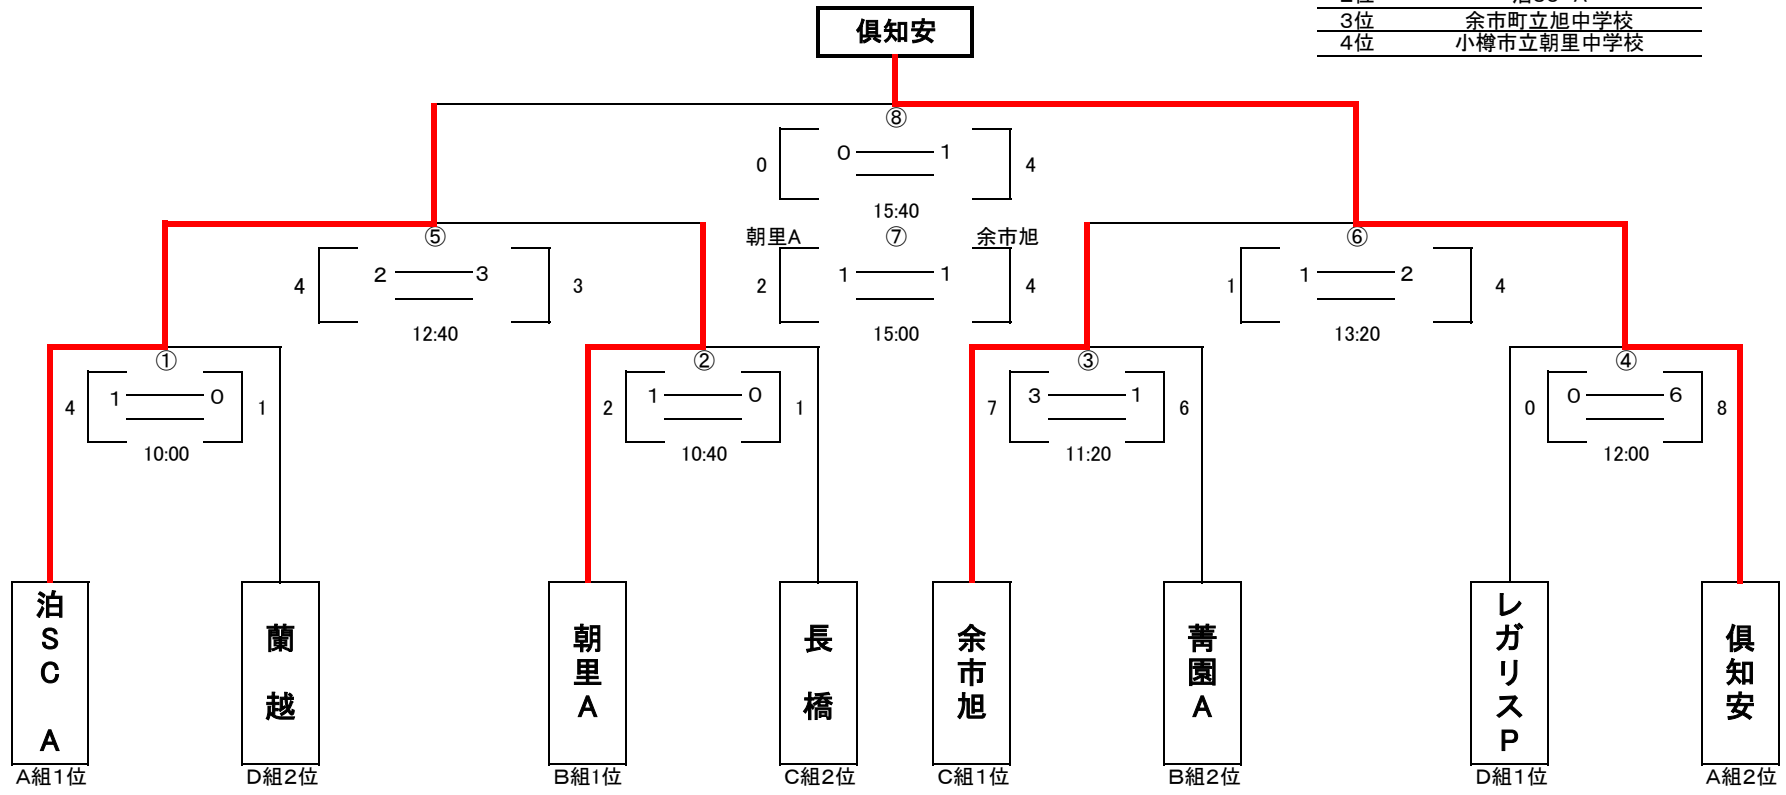 俱知安
3位 余市町立旭中学校
4位 小樽市立朝里中学校
⑧
0 0 1 4
15:40
朝里A ⑦ 余市旭
2 1 1 4
15:00
⑤
4 2 3 3
12:40
⑥
1 1 2 4
13:20
①
4 1 0 1
10:00
②
2 1 0 1
10:40
③
7 3 1 6
11:20
④
0 0 6 8
12:00
泊SC A
蘭越
朝里A
長橋
余市旭
菁園A
レガリスP
俱知安
A組1位
D組2位
B組1位
C組2位
C組1位
B組2位
D組1位
A組2位